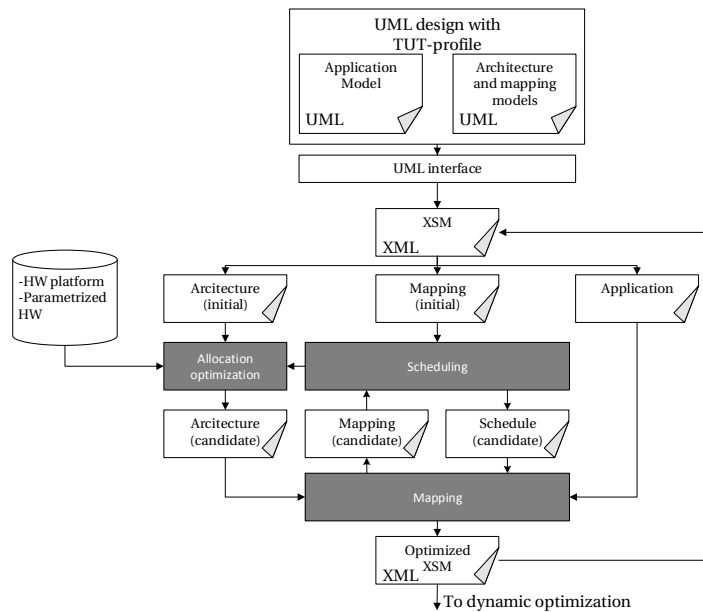 UML design with
TUT-profile
Application
Model
UML
Architecture
and mapping
models
UML
UML interface
XSM
XML
-HW platform
-Parametrized
HW
Arcitecture
(initial)
Mapping
(initial)
Application
Allocation
optimization
Scheduling
Arcitecture
(candidate)
Mapping
(candidate)
Schedule
(candidate)
Mapping
Optimized
XSM
XML
To dynamic optimization